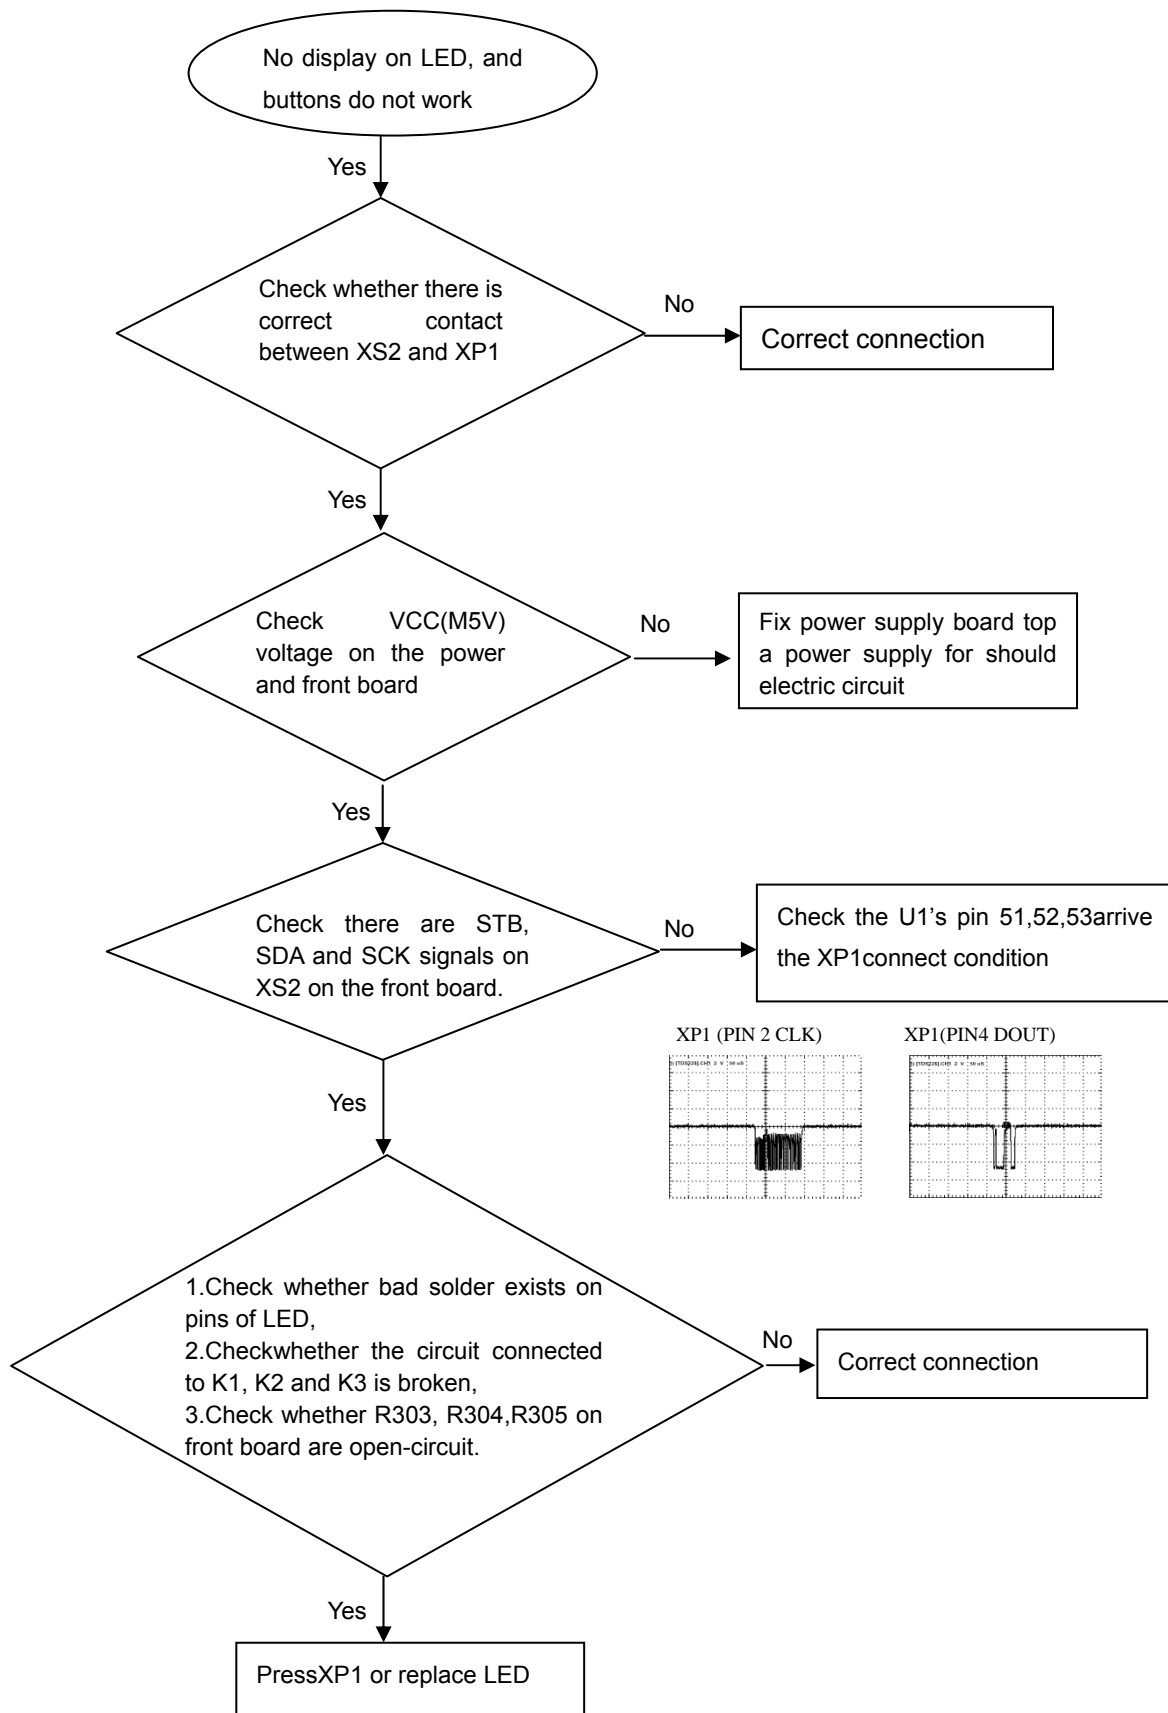 No display on LED, and
buttons do not work
Yes
Check whether there is
correct contact
between XS2 and XP1
No
Correct connection
Yes
Check VCC(M5V)
voltage on the power
and front board
No
Fix power supply board top
a power supply for should
electric circuit
Yes
Check there are STB,
SDA and SCK signals on
XS2 on the front board.
No
Check the U1's pin 51,52,53arrive
the XP1connect condition
XP1 (PIN 2 CLK)
XP1(PIN4 DOUT)
Yes
1.Check whether bad solder exists on
pins of LED,
2.Checkwhether the circuit connected
to K1, K2 and K3 is broken,
3.Check whether R303, R304,R305 on
front board are open-circuit.
No
Correct connection
Yes
PressXP1 or replace LED